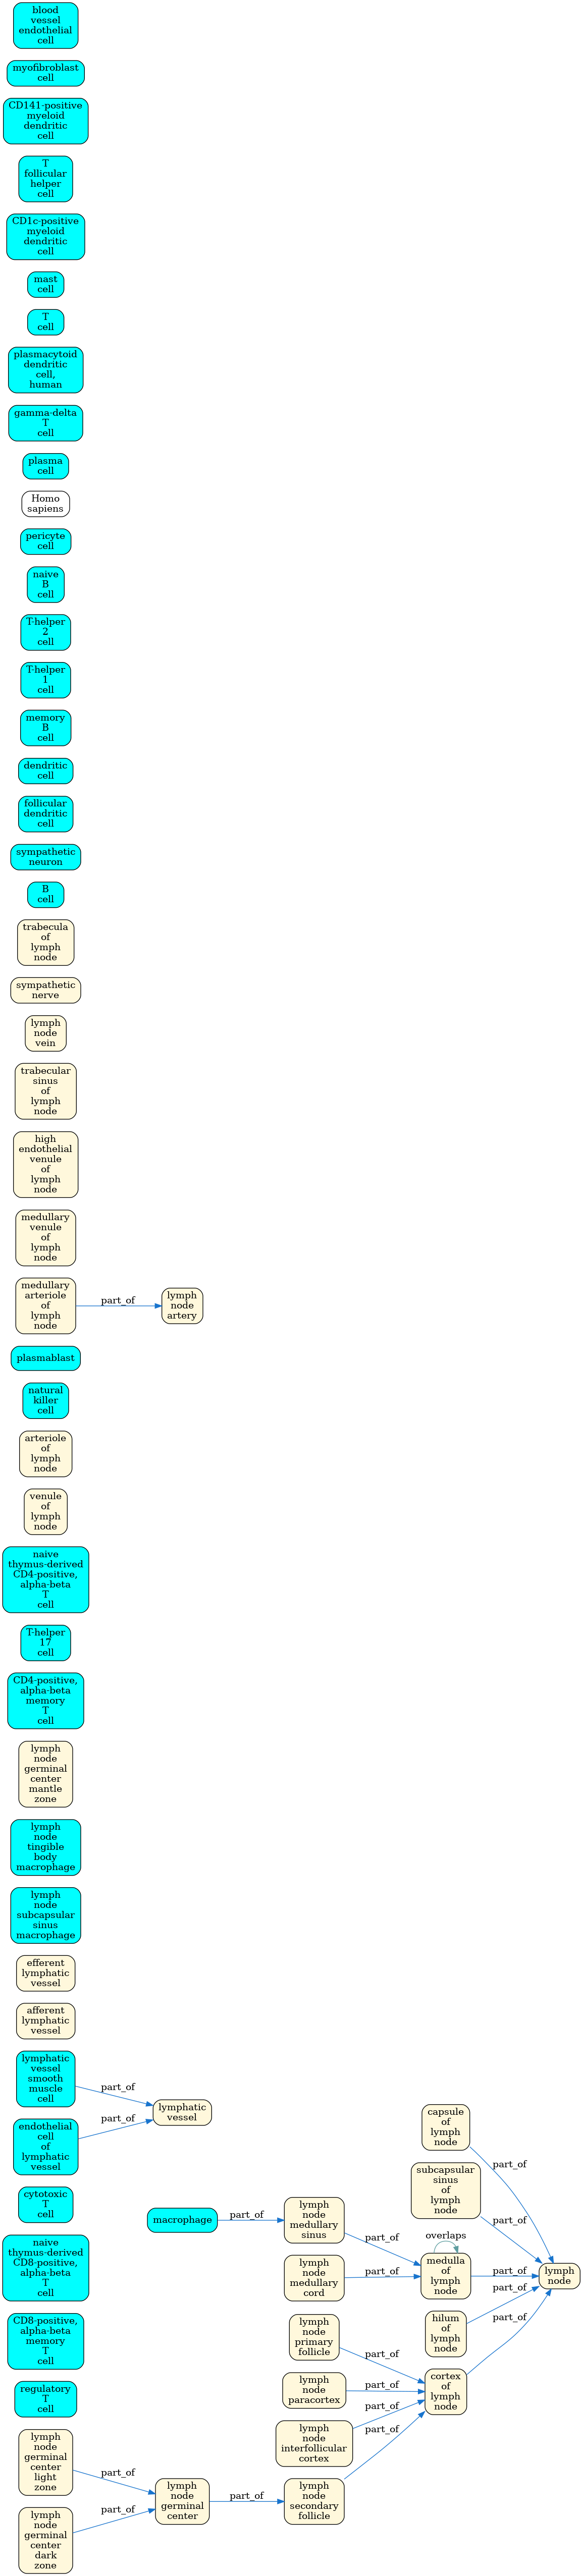 blood
vessel
endothelial
cell
myofibroblast
cell
CD141-positive
myeloid
dendritic
cell
T
follicular
helper
cell
CD1c-positive
myeloid
dendritic
cell
mast
cell
T
cell
plasmacytoid
dendritic
cell,
human
gamma-delta
T
cell
plasma
cell
Homo
sapiens
pericyte
cell
naive
B
cell
T-helper
2
cell
T-helper
1
cell
memory
B
cell
dendritic
cell
follicular
dendritic
cell
sympathetic
neuron
B
cell
trabecula
of
lymph
node
sympathetic
nerve
lymph
node
vein
trabecular
sinus
of
lymph
node
high
endothelial
venule
of
lymph
node
medullary
venule
of
lymph
node
medullary
arteriole
of
lymph
node
part_of
lymph
node
artery
plasmablast
natural
killer
cell
arteriole
of
lymph
node
venule
of
lymph
node
naive
thymus-derived
CD4-positive,
alpha-beta
T
cell
T-helper
17
cell
CD4-positive,
alpha-beta
memory
T
cell
lymph
node
germinal
center
mantle
zone
lymph
node
tingible
body
macrophage
lymph
node
subcapsular
sinus
macrophage
efferent
lymphatic
vessel
afferent
lymphatic
vessel
lymphatic
vessel
smooth
muscle
cell
part_of
endothelial
cell
of
lymphatic
vessel
part_of
lymphatic
vessel
cytotoxic
T
cell
naive
thymus-derived
CD8-positive,
alpha-beta
T
cell
CD8-positive,
alpha-beta
memory
T
cell
regulatory
T
cell
lymph
node
germinal
center
light
zone
part_of
lymph
node
germinal
center
dark
zone
part_of
lymph
node
germinal
center
part_of
macrophage
part_of
lymph
node
medullary
sinus
part_of
lymph
node
medullary
cord
part_of
lymph
node
primary
follicle
part_of
lymph
node
paracortex
part_of
lymph
node
interfollicular
cortex
part_of
lymph
node
secondary
follicle
part_of
capsule
of
lymph
node
part_of
subcapsular
sinus
of
lymph
node
part_of
overlaps
medulla
of
lymph
node
part_of
hilum
of
lymph
node
part_of
cortex
of
lymph
node
part_of
lymph
node